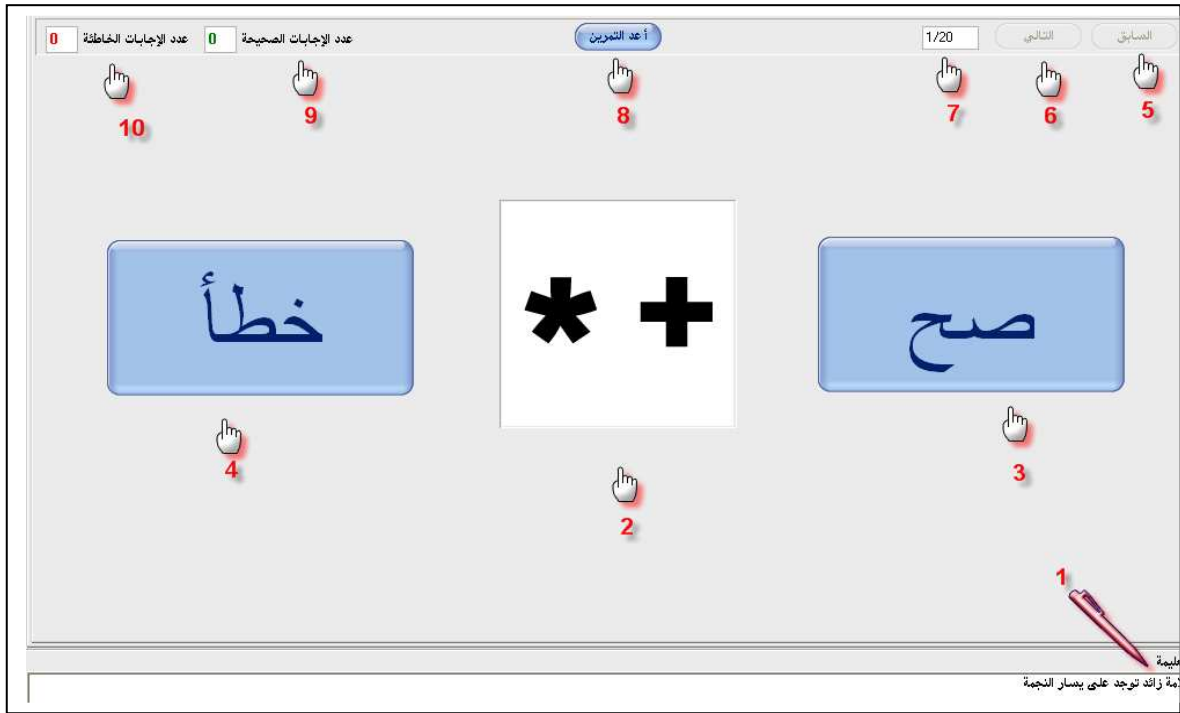 السابق التالي 1/20 أعد التمرين عدد الإجابات الصحيحة 0 عدد الإجابات الخاطئة 0
5 6 7 8 9 10
صح + * خطأ
3 4
2
1
زائد توجد على يسار النجمة